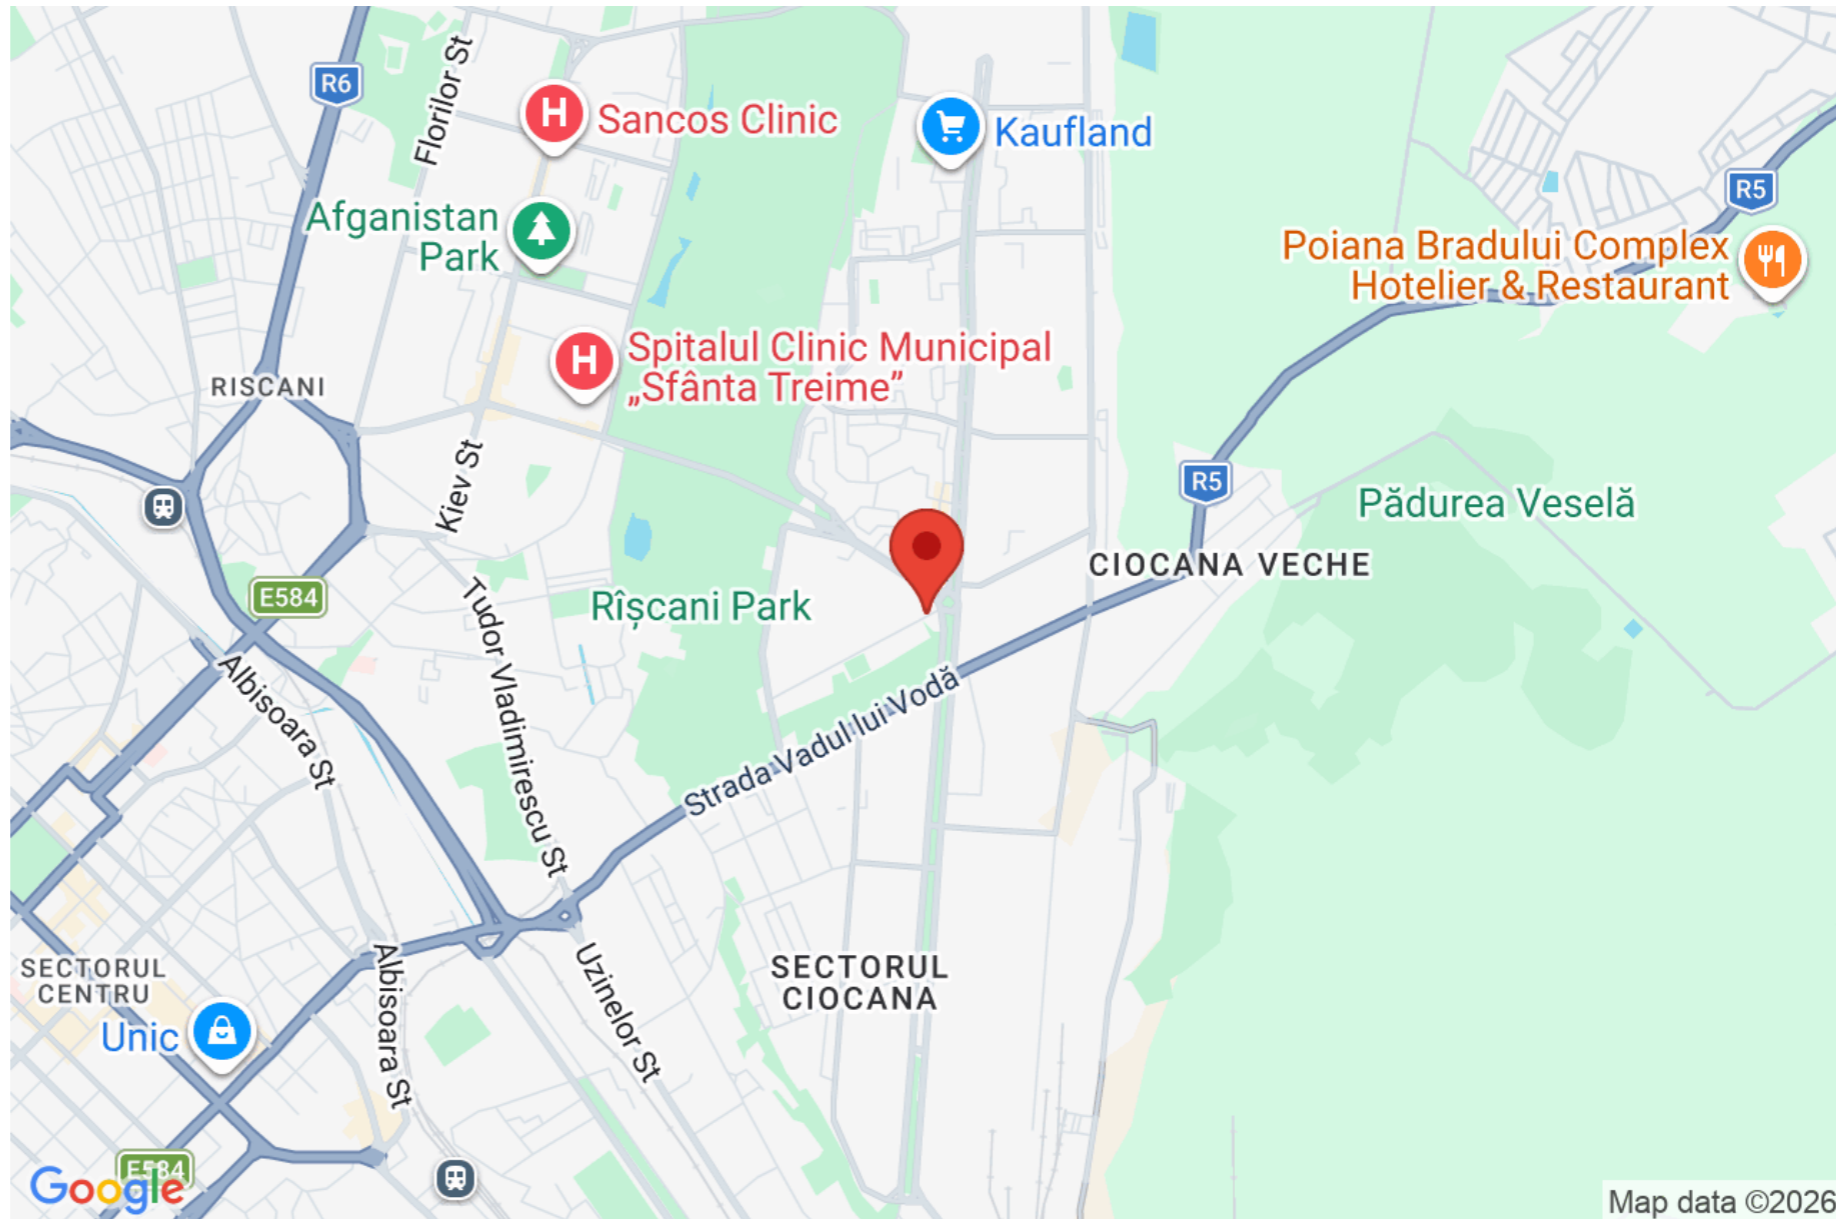 R6
Florilor St
Sancos Clinic
Kaufland
R5
Afganistan
Park
Poiana Bradului Complex
Hotelier & Restaurant
Spitalul Clinic Municipal
„Sfânta Treime”
RISCANI
Kiev St
R5
Pădurea Veselă
CIOCANA VECHE
E584
Rîșcani Park
Tudor Vladimirescu St
Albisoara St
Strada Vadul lui Vodă
SECTORUL
CENTRU
Albisoara St
Uzinelor St
SECTORUL
CIOCANA
Unic
E584
Google
Map data ©2026